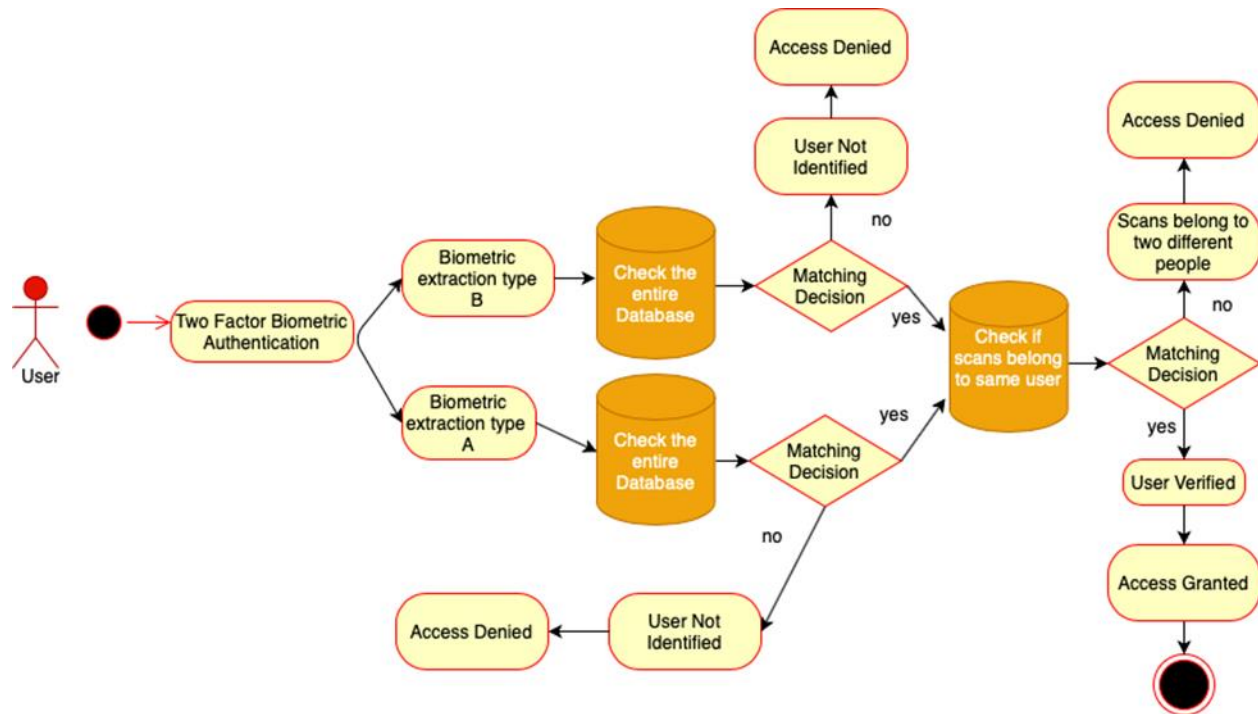 Access Denied
User Not
Identified
no
Access Denied
Scans belong to
two different
people
no
Biometric
extraction type
B
Check the
entire
Database
Matching
Decision
yes
User
Two Factor Biometric
Authentication
Check if
scans belong
to same user
Matching
Decision
yes
Biometric
extraction type
A
Check the
entire
Database
Matching
Decision
yes
no
User Verified
Access Denied
User Not
Identified
Access Granted